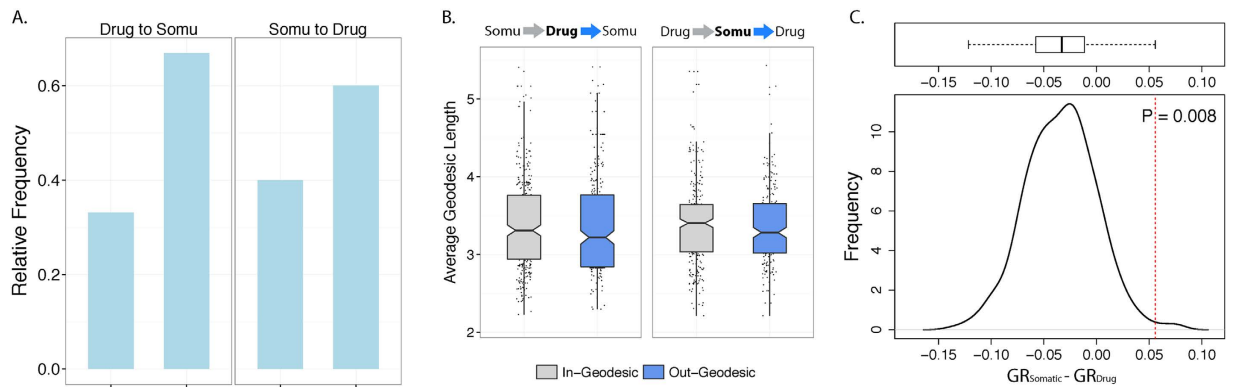 A.
Drug to Somu
Somu to Drug
Relative Frequency
0.6
0.4
0.2
0.0
B.
Somu Drug Somu
Drug Somu Drug
Average Geodesic Length
5
4
3
2
In-Geodesic Out-Geodesic
C.
-0.15 -0.10 -0.05 0.00 0.05 0.10
P = 0.008
Frequency
10
8
6
4
2
0
-0.15 -0.10 -0.05 0.00 0.05 0.10
GRSomatic - GRDrug